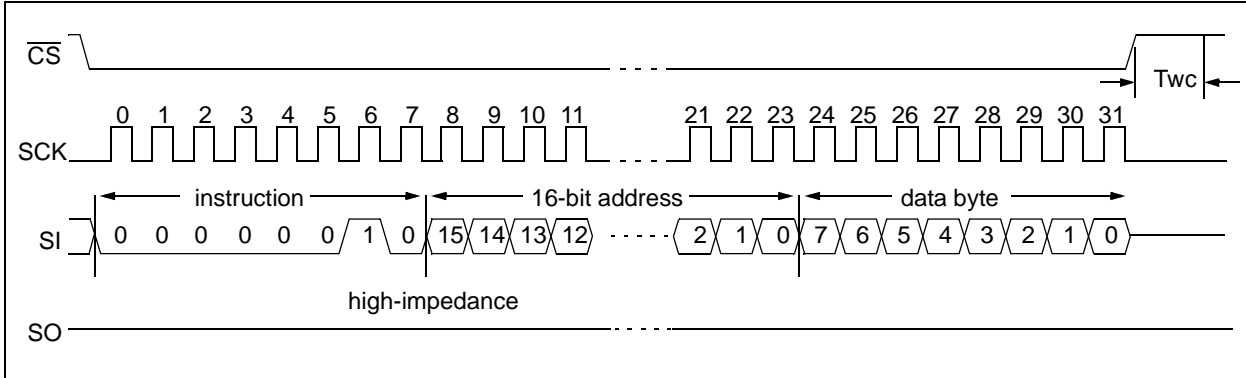 CS
Twc
0 1 2 3 4 5 6 7 8 9 10 11 21 22 23 24 25 26 27 28 29 30 31
SCK
instruction 16-bit address data byte
SI 0 0 0 0 0 0 1 0 15 14 13 12 2 1 0 7 6 5 4 3 2 1 0
high-impedance
SO